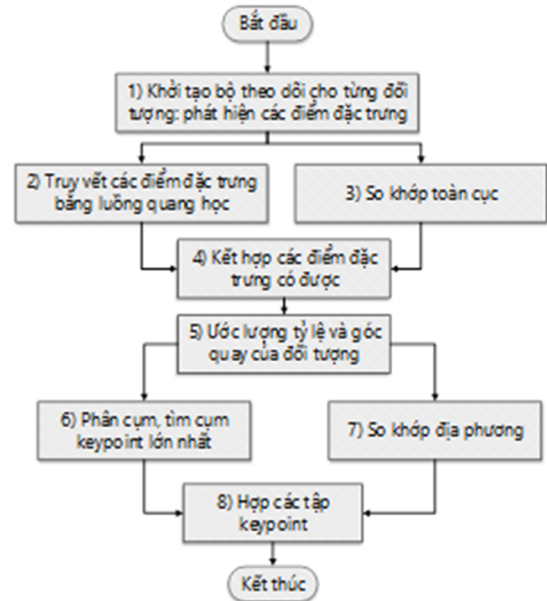 Bắt đầu
1) Khởi tạo bộ theo dõi cho từng đối
tượng: phát hiện các điểm đặc trưng
2) Truy vết các điểm đặc trưng
bằng luồng quang học
3) So khớp toàn cục
4) Kết hợp các điểm đặc
trưng có được
5) Ước lượng tỷ lệ và góc
quay của đối tượng
6) Phân cụm, tìm cụm
keypoint lớn nhất
7) So khớp địa phương
8) Hợp các tập
keypoint
Kết thúc